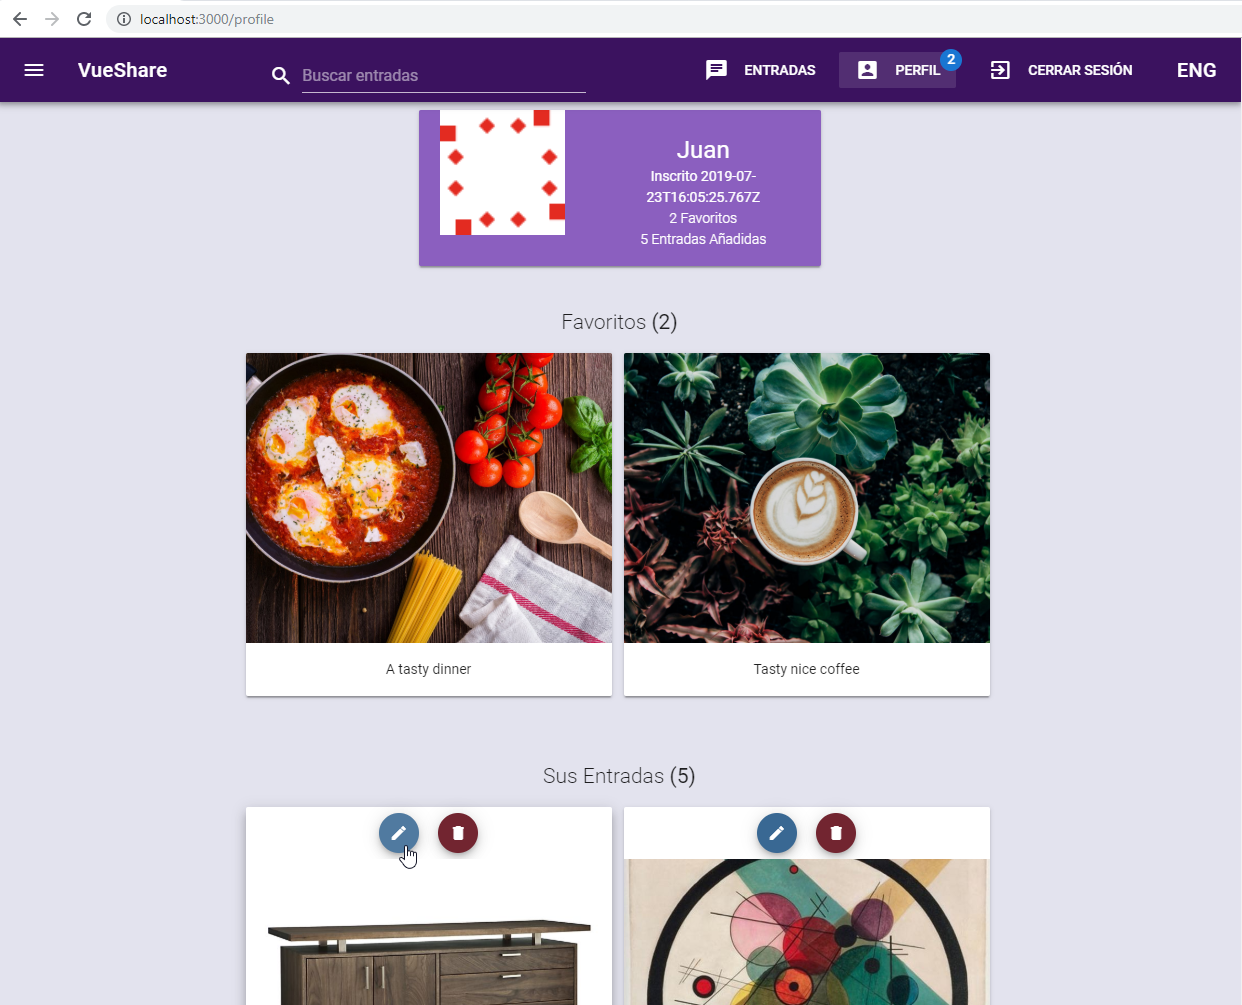 localhost:3000/profile
VueShare
Buscar entradas
ENTRADAS
PERFIL
2
CERRAR SESIÓN
ENG
Juan
Inscrito 2019-07-
23T16:05:25.767Z
2 Favoritos
5 Entradas Añadidas
Favoritos (2)
A tasty dinner
Tasty nice coffee
Sus Entradas (5)